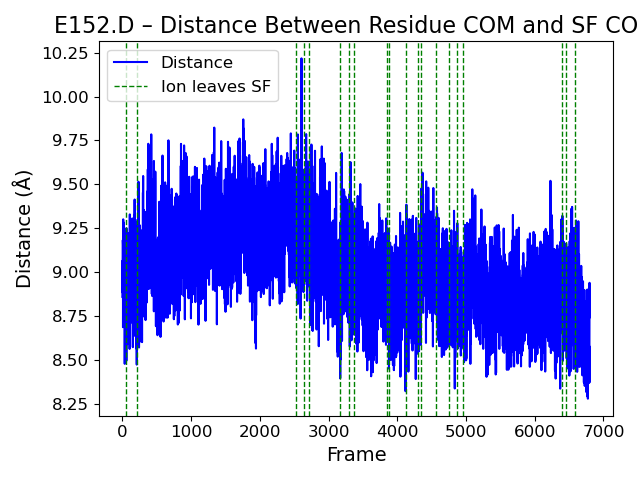 E152.D – Distance Between Residue COM and SF CO
Distance
Ion leaves SF
Distance (Å)
10.25
10.00
9.75
9.50
9.25
9.00
8.75
8.50
8.25
0 1000 2000 3000 4000 5000 6000 7000
Frame